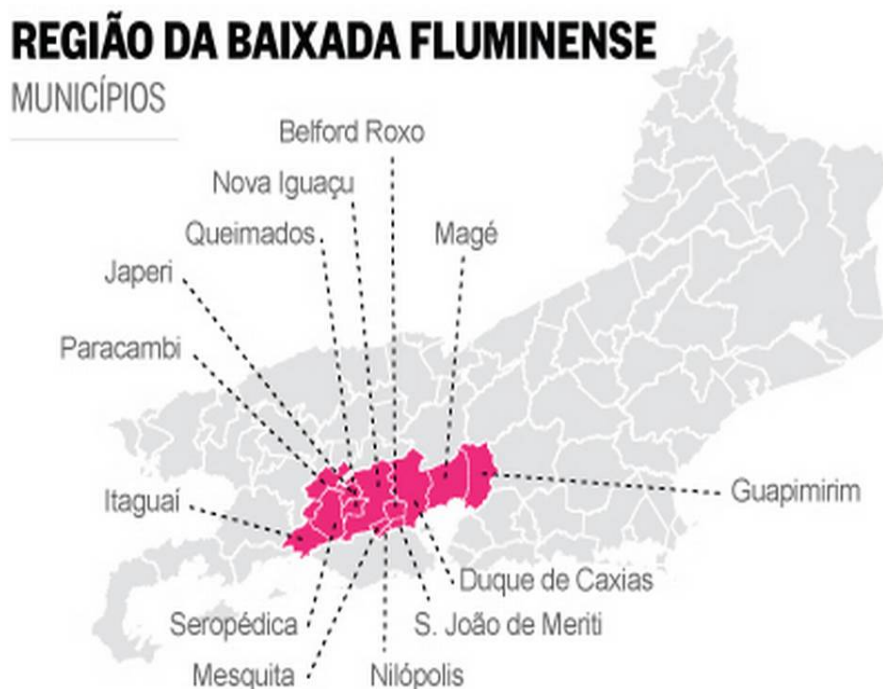 REGIÃO DA BAIXADA FLUMINENSE
MUNICÍPIOS
Belford Roxo
Nova Iguaçu
Queimados
Magé
Japeri
Paracambi
Itaguaí
Guapimirim
Duque de Caxias
Seropédica
S. João de Meriti
Mesquita
Nilópolis